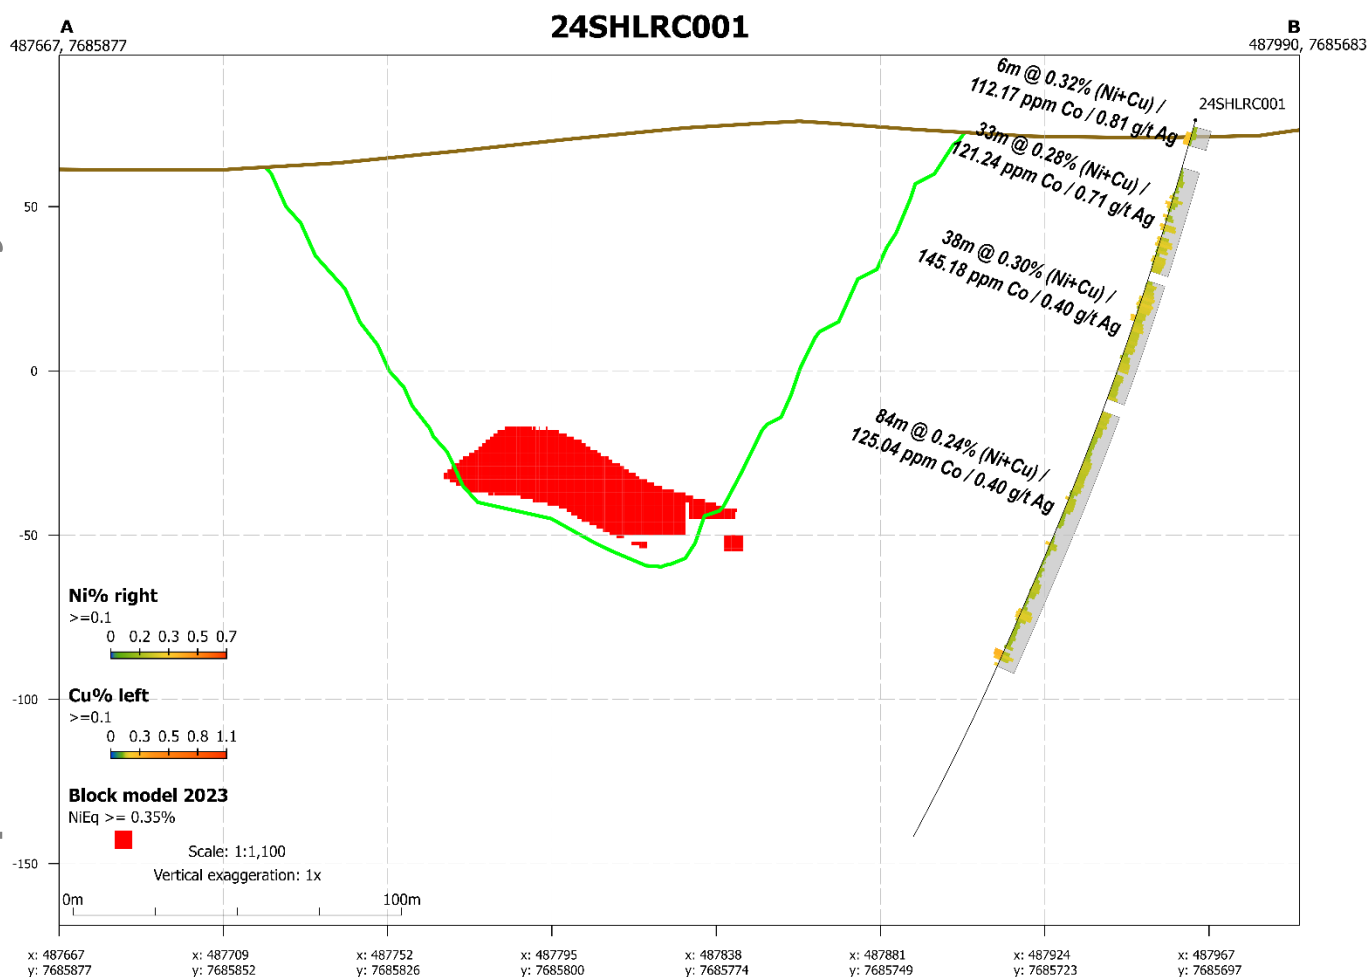 24SHLRC001
A
B
487667, 7685877
487990, 7685683
6m @ 0.32% (Ni+Cu) /
112.17 ppm Co / 0.81 g/t Ag
24SHLRC001
33m @ 0.28% (Ni+Cu) /
121.24 ppm Co / 0.71 g/t Ag
38m @ 0.30% (Ni+Cu) /
145.18 ppm Co / 0.40 g/t Ag
84m @ 0.24% (Ni+Cu) /
125.04 ppm Co / 0.40 g/t Ag
50
0
-50
-100
-150
Ni% right
>=0.1
0 0.2 0.3 0.5 0.7
Cu% left
>=0.1
0 0.3 0.5 0.8 1.1
Block model 2023
NiEq >= 0.35%
Scale: 1:1,100
Vertical exaggeration: 1x
0m 100m
x: 487667 x: 487709 x: 487752 x: 487795 x: 487838 x: 487881 x: 487924 x: 487967
y: 7685877 y: 7685852 y: 7685826 y: 7685800 y: 7685774 y: 7685749 y: 7685723 y: 7685697